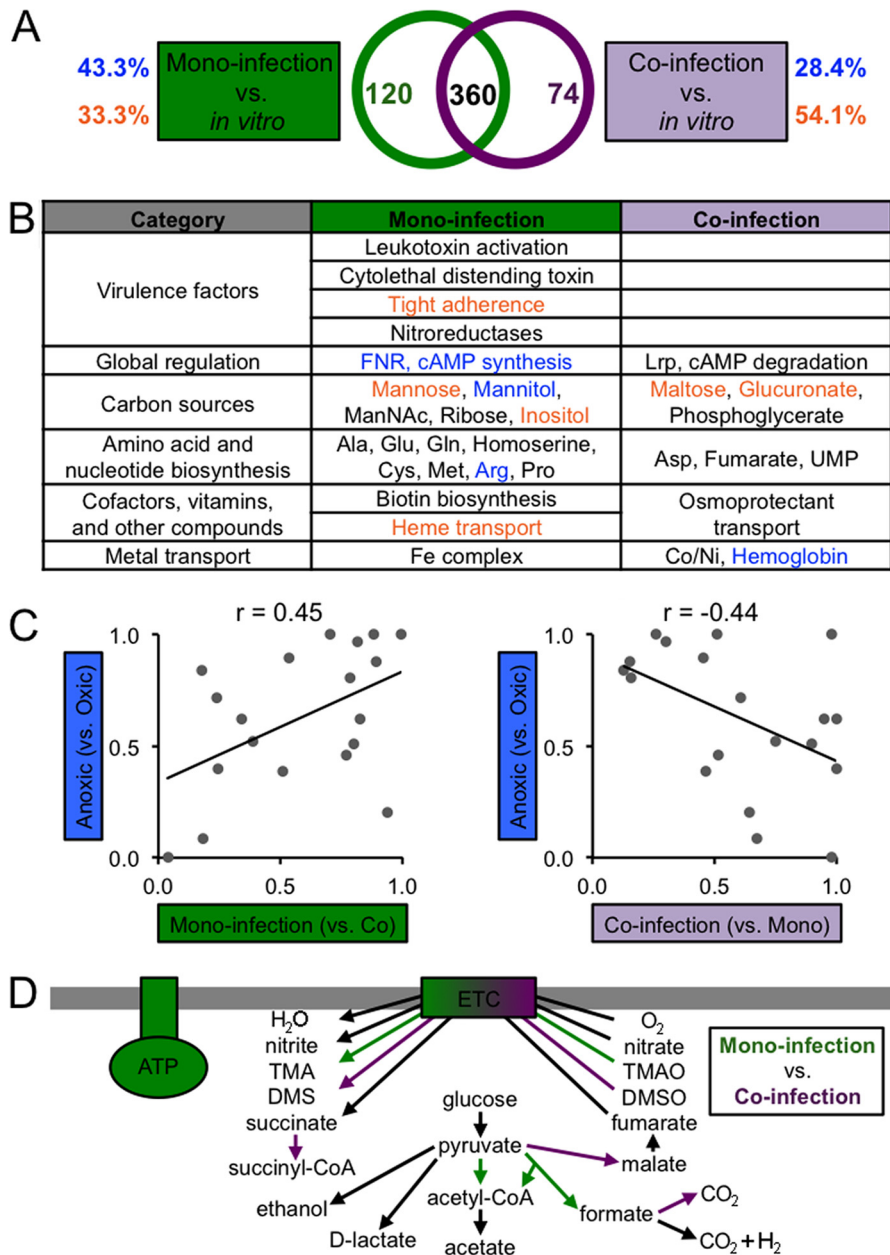 A
43.3%
33.3%
Mono-infection
vs.
in vitro
120
360
74
Co-infection
vs.
in vitro
28.4%
54.1%
B
Category
Mono-infection
Co-infection
Virulence factors
Leukotoxin activation
Cytolethal distending toxin
Tight adherence
Nitroreductases
Global regulation
FNR, cAMP synthesis
Lrp, cAMP degradation
Carbon sources
Mannose, Mannitol,
ManNAc, Ribose, Inositol
Maltose, Glucuronate,
Phosphoglycerate
Amino acid and
nucleotide biosynthesis
Ala, Glu, Gln, Homoserine,
Cys, Met, Arg, Pro
Asp, Fumarate, UMP
Cofactors, vitamins,
and other compounds
Biotin biosynthesis
Heme transport
Osmoprotectant
transport
Metal transport
Fe complex
Co/Ni, Hemoglobin
C
r = 0.45
Anoxic (vs. Oxic)
1.0
0.5
0.0
0.0
0.5
1.0
Mono-infection (vs. Co)
r = -0.44
Anoxic (vs. Oxic)
1.0
0.5
0.0
0.0
0.5
1.0
Co-infection (vs. Mono)
D
ATP
ETC
H2O
nitrite
TMA
DMS
succinate
succinyl-CoA
O2
nitrate
TMAO
DMSO
fumarate
malate
glucose
pyruvate
acetyl-CoA
acetate
ethanol
D-lactate
formate
CO2
CO2 + H2
Mono-infection
vs.
Co-infection